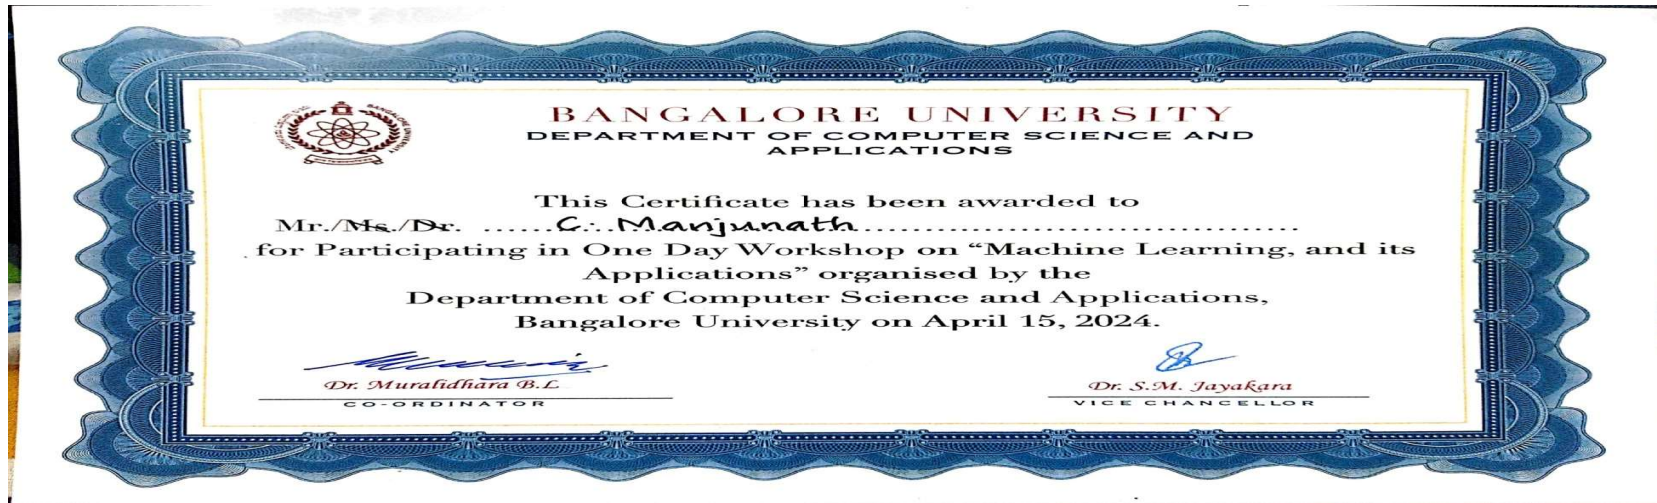 BANGALORE UNIVERSITY
DEPARTMENT OF COMPUTER SCIENCE AND
APPLICATIONS
This Certificate has been awarded to
Mr./Ms./Dr. ......C. Manjunath....................................
for Participating in One Day Workshop on “Machine Learning, and its
Applications” organised by the
Department of Computer Science and Applications,
Bangalore University on April 15, 2024.
Dr. Muralidhara B.L
CO-ORDINATOR
Dr. S.M. Jayakara
VICE CHANCELLOR